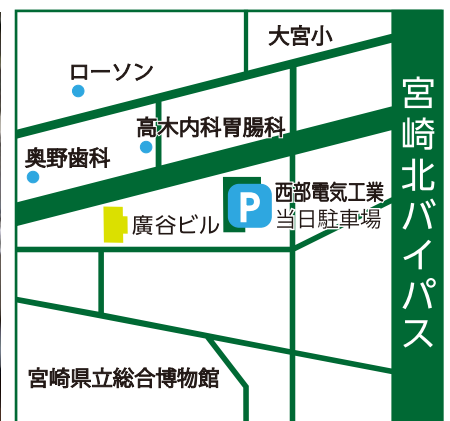 大宮小
ローソン
高木内科胃腸科
奥野歯科
宮崎北バイパス
P
西部電気工業
当日駐車場
廣谷ビル
宮崎県立総合博物館